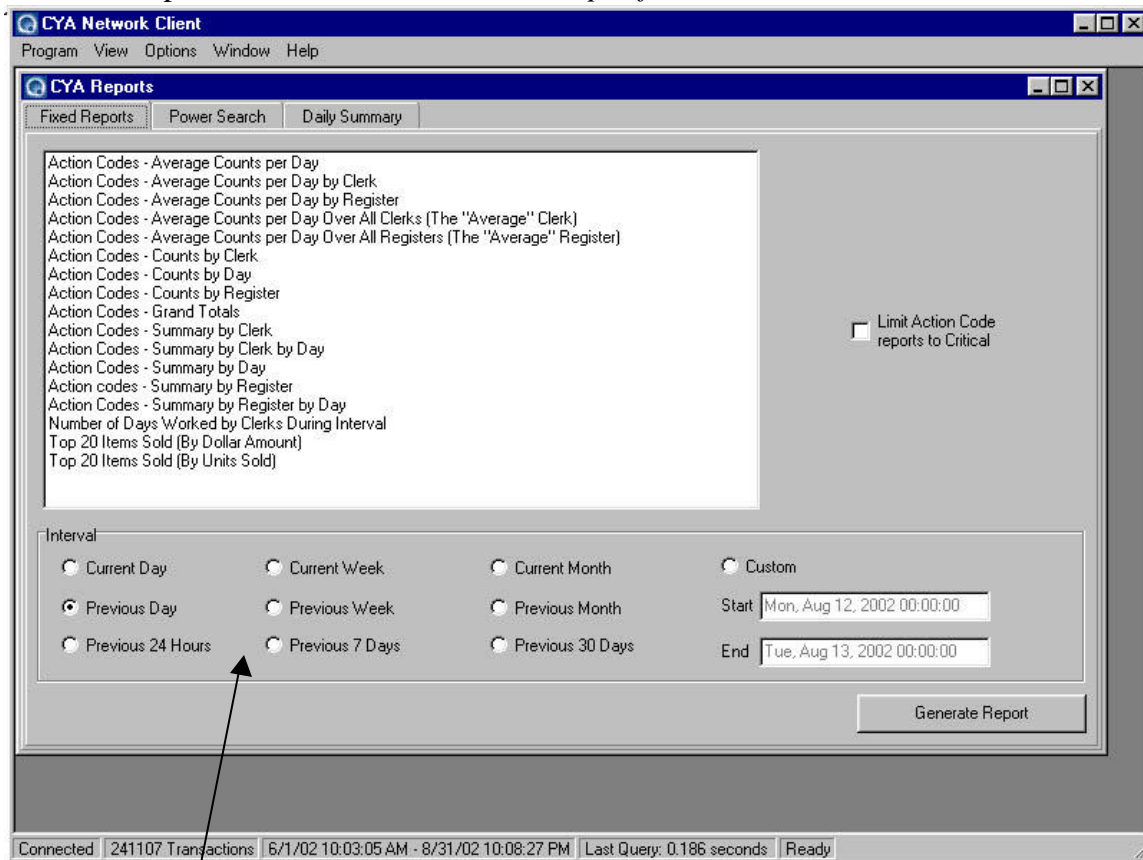 CYA Network Client
Program View Options Window Help
CYA Reports
Fixed Reports Power Search Daily Summary
Action Codes - Average Counts per Day
Action Codes - Average Counts per Day by Clerk
Action Codes - Average Counts per Day by Register
Action Codes - Average Counts per Day Over All Clerks (The "Average" Clerk)
Action Codes - Average Counts per Day Over All Registers (The "Average" Register)
Action Codes - Counts by Clerk
Action Codes - Counts by Day
Action Codes - Counts by Register
Action Codes - Grand Totals
Action Codes - Summary by Clerk
Action Codes - Summary by Clerk by Day
Action Codes - Summary by Day
Action codes - Summary by Register
Action Codes - Summary by Register by Day
Number of Days Worked by Clerks During Interval
Top 20 Items Sold (By Dollar Amount)
Top 20 Items Sold (By Units Sold)
Limit Action Code
reports to Critical
Interval
Current Day Current Week Current Month Custom
Previous Day Previous Week Previous Month Start Mon, Aug 12, 2002 00:00:00
Previous 24 Hours Previous 7 Days Previous 30 Days End Tue, Aug 13, 2002 00:00:00
Generate Report
Connected 241107 Transactions 6/1/02 10:03:05 AM - 8/31/02 10:08:27 PM Last Query: 0.186 seconds Ready